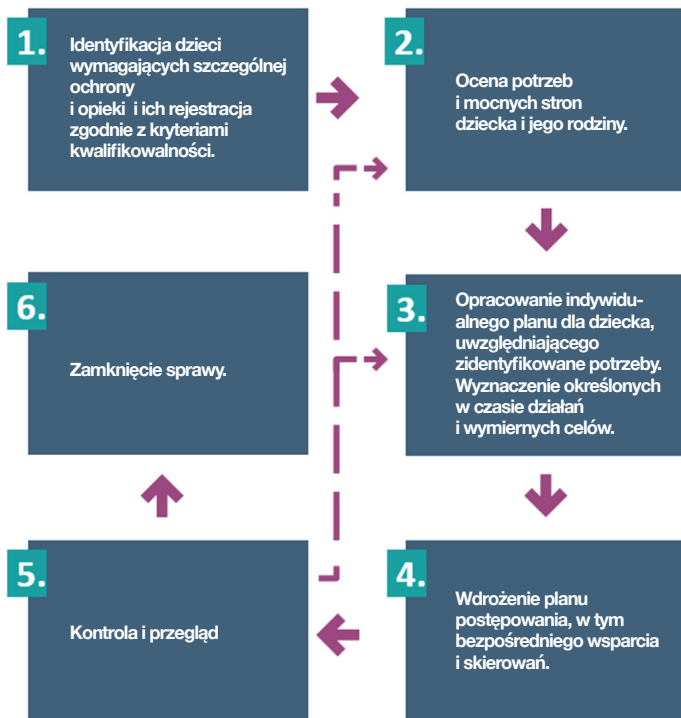 1.
Identyfikacja dzieci
wymagających szczególnej
ochrony
i opieki i ich rejestracja
zgodnie z kryteriami
kwalifikowalności.
2.
Ocena potrzeb
i mocnych stron
dziecka i jego rodziny.
3.
Opracowanie indywidu-
alnego planu dla dziecka,
uwzględniającego
zidentyfikowane potrzeby.
Wyznaczenie określonych
w czasie działań
i wymiernych celów.
4.
Wdrożenie planu
postępowania, w tym
bezpośredniego wsparcia
i skierowań.
5.
Kontrola i przegląd
6.
Zamknięcie sprawy.